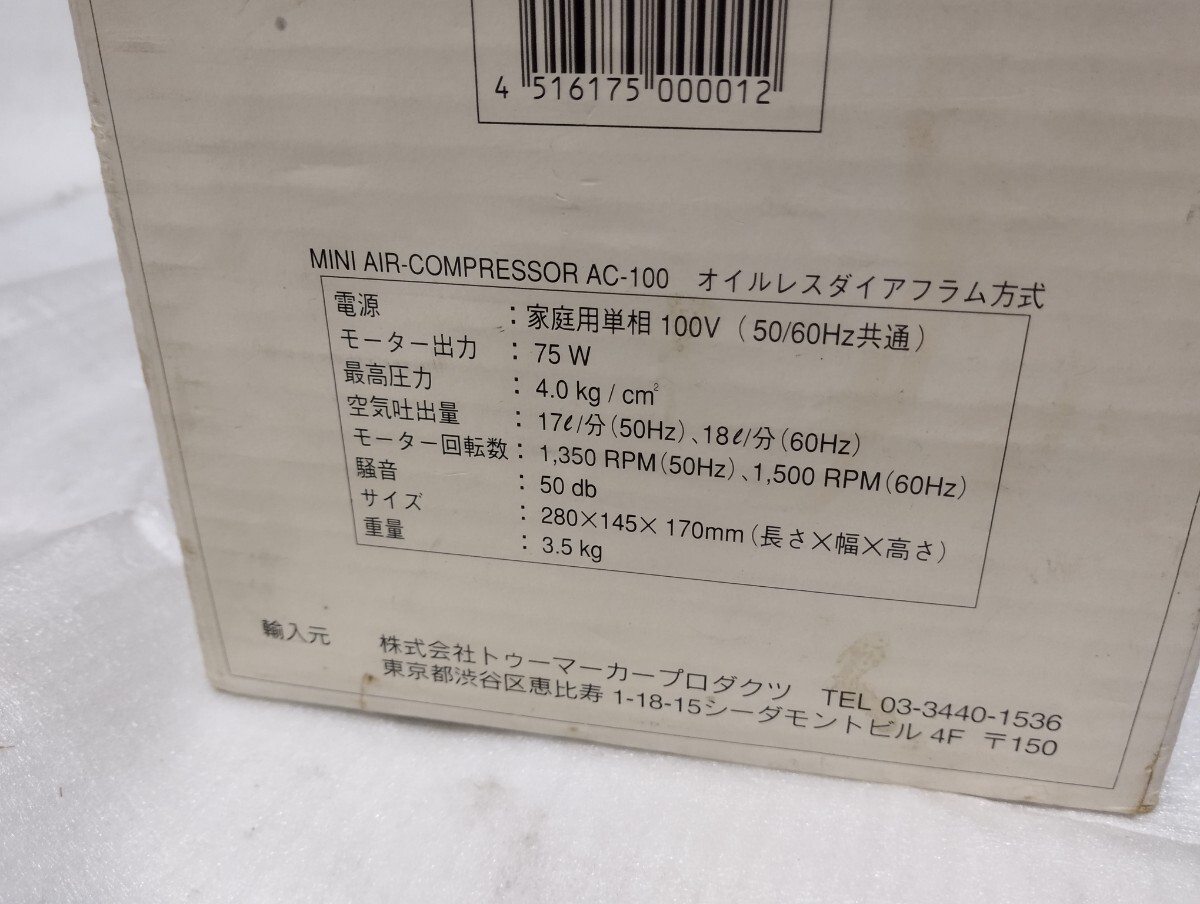 4 516175 000012
MINI AIR-COMPRESSOR AC-100 オイルレスダイアフラム方式
電源 : 家庭用単相 100V (50/60Hz共通)
モーター出力 : 75 W
最高圧力 : 4.0 kg / cm²
空気吐出量 : 17ℓ/分(50Hz)、18ℓ/分(60Hz)
モーター回転数 : 1,350 RPM(50Hz)、1,500 RPM(60Hz)
騒音 : 50 db
サイズ : 280×145×170mm(長さ×幅×高さ)
重量 : 3.5 kg
輸入元 株式会社トゥーマーカープロダクツ TEL 03-3440-1536
東京都渋谷区恵比寿 1-18-15シーダモントビル 4F 〒150